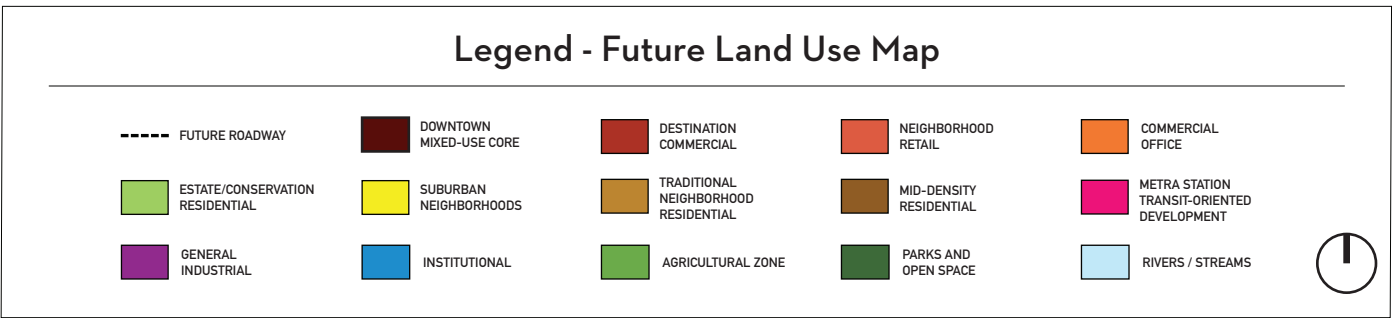 Legend - Future Land Use Map
FUTURE ROADWAY
DOWNTOWN
MIXED-USE CORE
DESTINATION
COMMERCIAL
NEIGHBORHOOD
RETAIL
COMMERCIAL
OFFICE
ESTATE/CONSERVATION
RESIDENTIAL
SUBURBAN
NEIGHBORHOODS
TRADITIONAL
NEIGHBORHOOD
RESIDENTIAL
MID-DENSITY
RESIDENTIAL
METRA STATION
TRANSIT-ORIENTED
DEVELOPMENT
GENERAL
INDUSTRIAL
INSTITUTIONAL
AGRICULTURAL ZONE
PARKS AND
OPEN SPACE
RIVERS / STREAMS